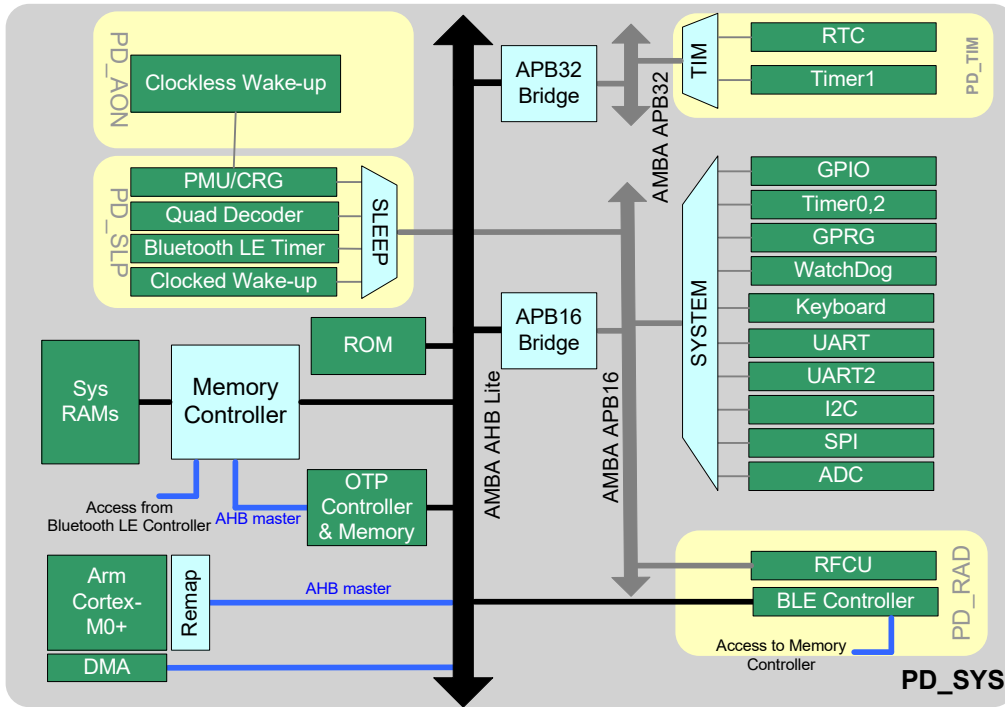 PD_AON
Clockless Wake-up
PD_SLP
PMU/CRG
Quad Decoder
Bluetooth LE Timer
Clocked Wake-up
SLEEP
APB32
Bridge
AMBA APB32
TIM
RTC
Timer1
PD_TIM
ROM
Sys
RAMs
Memory
Controller
Access from
Bluetooth LE Controller
AHB master
OTP
Controller
& Memory
AMBA AHB Lite
APB16
Bridge
AMBA APB16
SYSTEM
GPIO
Timer0,2
GPRG
WatchDog
Keyboard
UART
UART2
I2C
SPI
ADC
Arm
Cortex-
M0+
Remap
AHB master
DMA
RFCU
BLE Controller
PD_RAD
Access to Memory
Controller
PD_SYS